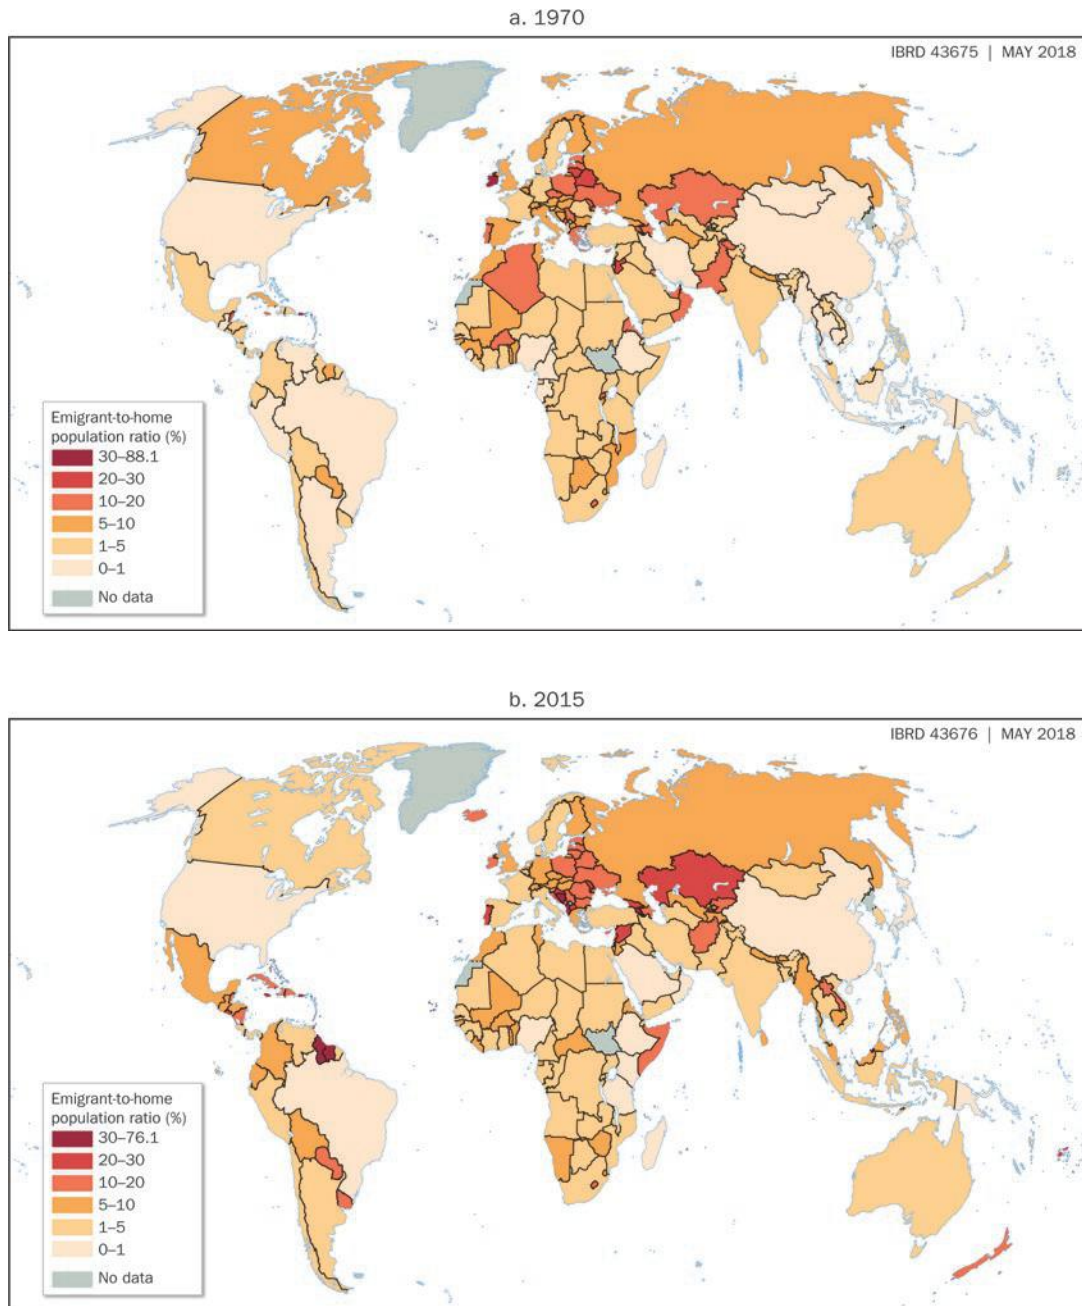 a. 1970
IBRD 43675 | MAY 2018
Emigrant-to-home
population ratio (%)
30–88.1
20–30
10–20
5–10
1–5
0–1
No data
b. 2015
IBRD 43676 | MAY 2018
Emigrant-to-home
population ratio (%)
30–76.1
20–30
10–20
5–10
1–5
0–1
No data